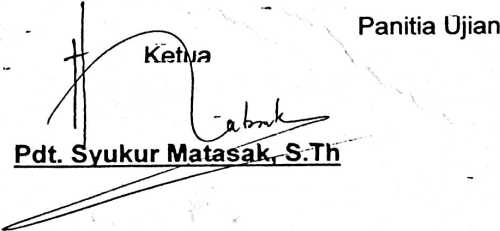 Panitia Ujian
Ketua
Pdt. Syukur Matasak, S.Th